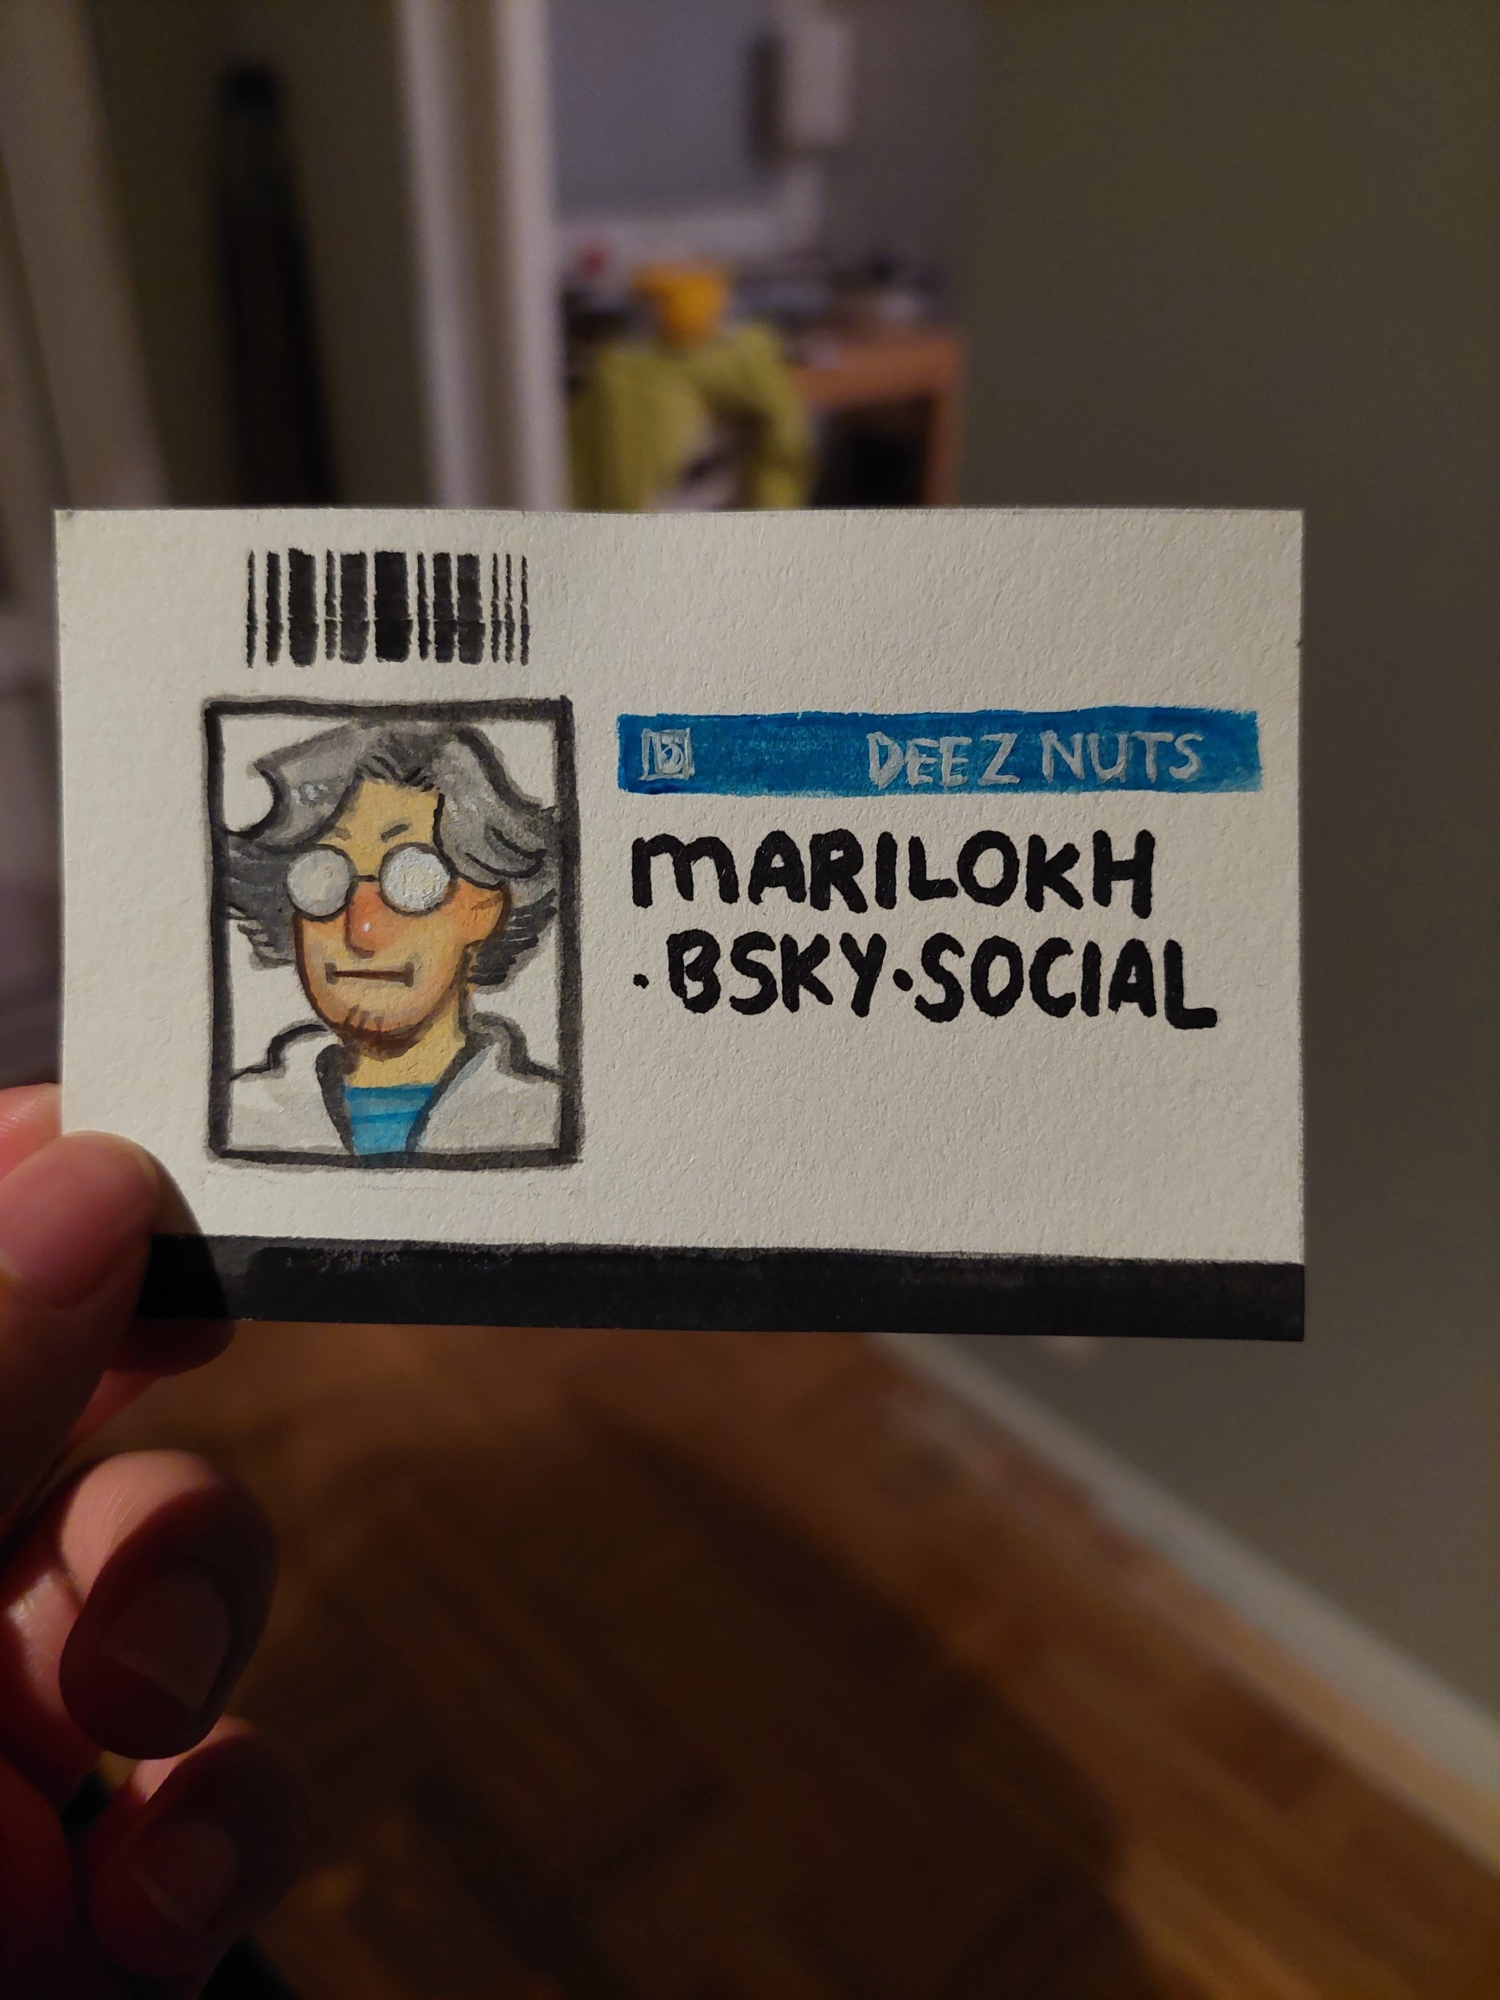 DEEZ NUTS
MARILOKH
.BSKY.SOCIAL